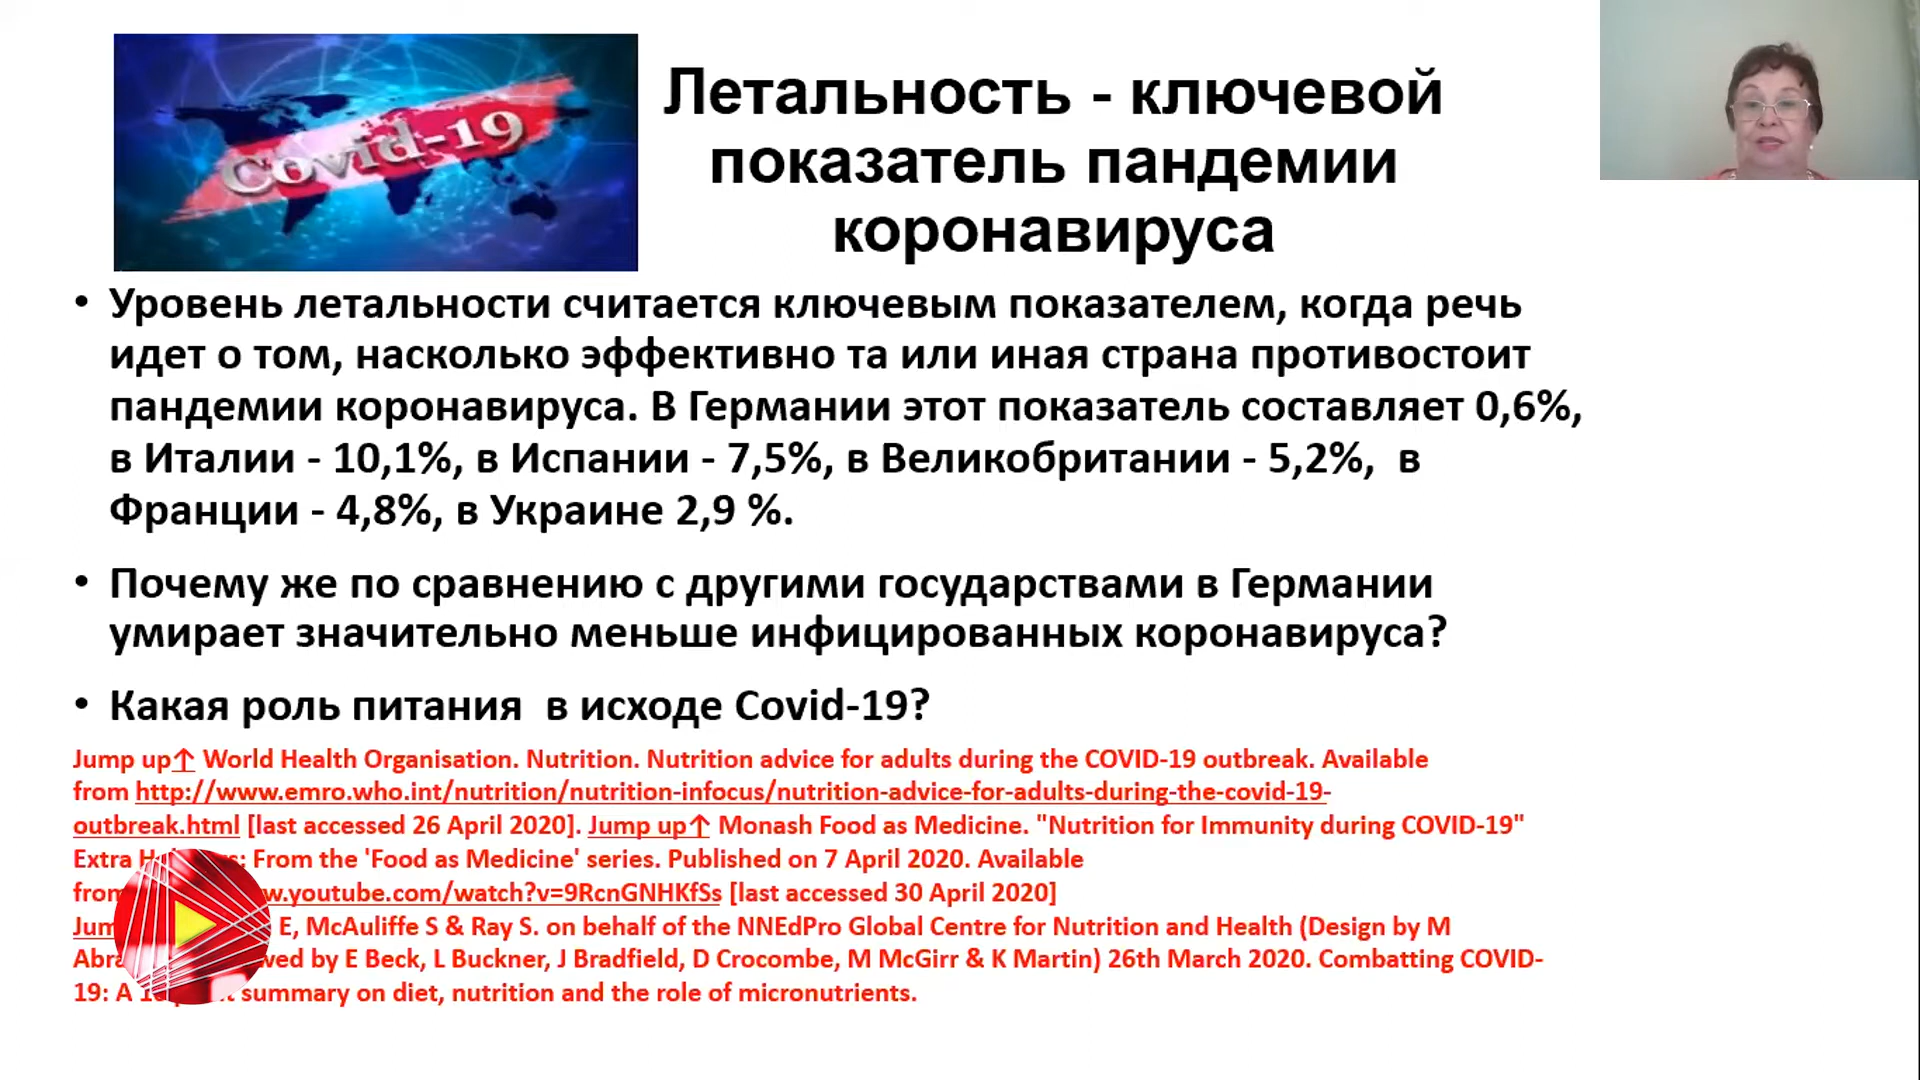 Covid-19
Летальность - ключевой
показатель пандемии
коронавируса
• Уровень летальности считается ключевым показателем, когда речь
идет о том, насколько эффективно та или иная страна противостоит
пандемии коронавируса. В Германии этот показатель составляет 0,6%,
в Италии - 10,1%, в Испании - 7,5%, в Великобритании - 5,2%,  в
Франции - 4,8%, в Украине 2,9 %.
• Почему же по сравнению с другими государствами в Германии
умирает значительно меньше инфицированных коронавируса?
• Какая роль питания  в исходе Covid-19?
Jump up↑ World Health Organisation. Nutrition. Nutrition advice for adults during the COVID-19 outbreak. Available
from http://www.emro.who.int/nutrition/nutrition-infocus/nutrition-advice-for-adults-during-the-covid-19-
outbreak.html [last accessed 26 April 2020]. Jump up↑ Monash Food as Medicine. "Nutrition for Immunity during COVID-19"
Extra From the 'Food as Medicine' series. Published on 7 April 2020. Available
w.youtube.com/watch?v=9RcnGNHKfSs [last accessed 30 April 2020]
E, McAuliffe S & Ray S. on behalf of the NNEdPro Global Centre for Nutrition and Health (Design by M
by E Beck, L Buckner, J Bradfield, D Crocombe, M McGirr & K Martin) 26th March 2020. Combatting COVID-
19: A summary on diet, nutrition and the role of micronutrients.